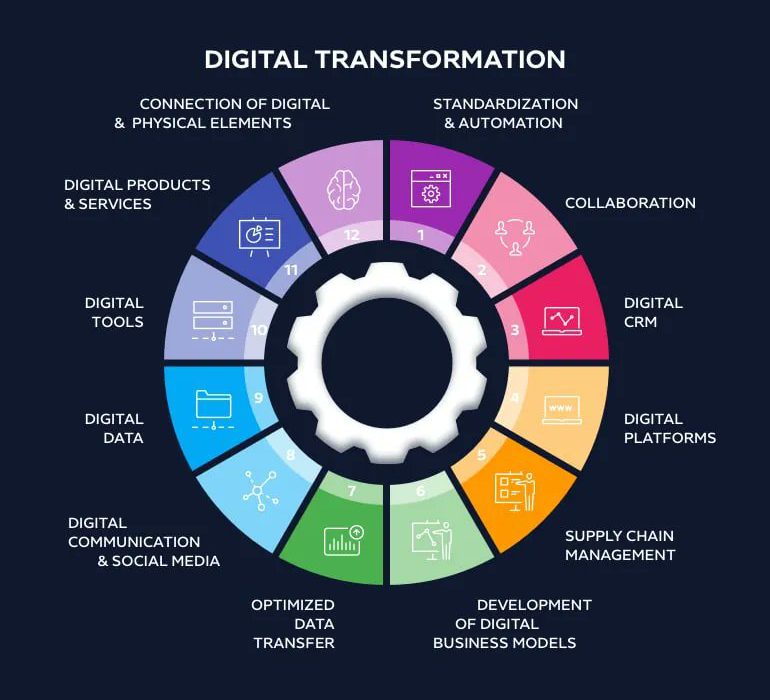 DIGITAL TRANSFORMATION
CONNECTION OF DIGITAL
& PHYSICAL ELEMENTS
STANDARDIZATION
& AUTOMATION
DIGITAL PRODUCTS
& SERVICES
COLLABORATION
DIGITAL
TOOLS
DIGITAL
CRM
DIGITAL
DATA
DIGITAL
PLATFORMS
DIGITAL
COMMUNICATION
& SOCIAL MEDIA
SUPPLY CHAIN
MANAGEMENT
OPTIMIZED
DATA
TRANSFER
DEVELOPMENT
OF DIGITAL
BUSINESS MODELS
1
2
3
4
www
5
6
7
8
9
10
11
12